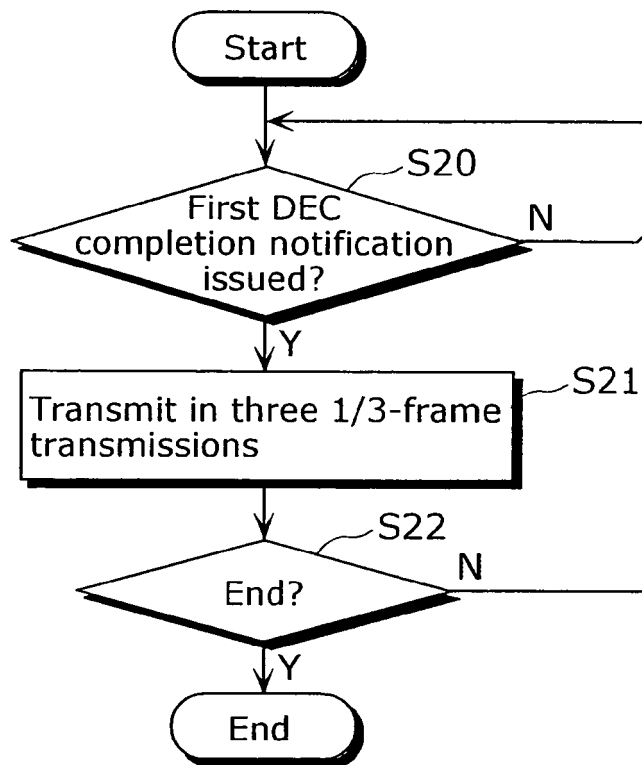 Start
S20
First DEC
completion notification
issued?
N
Y
S21
Transmit in three 1/3-frame
transmissions
S22
End?
N
Y
End